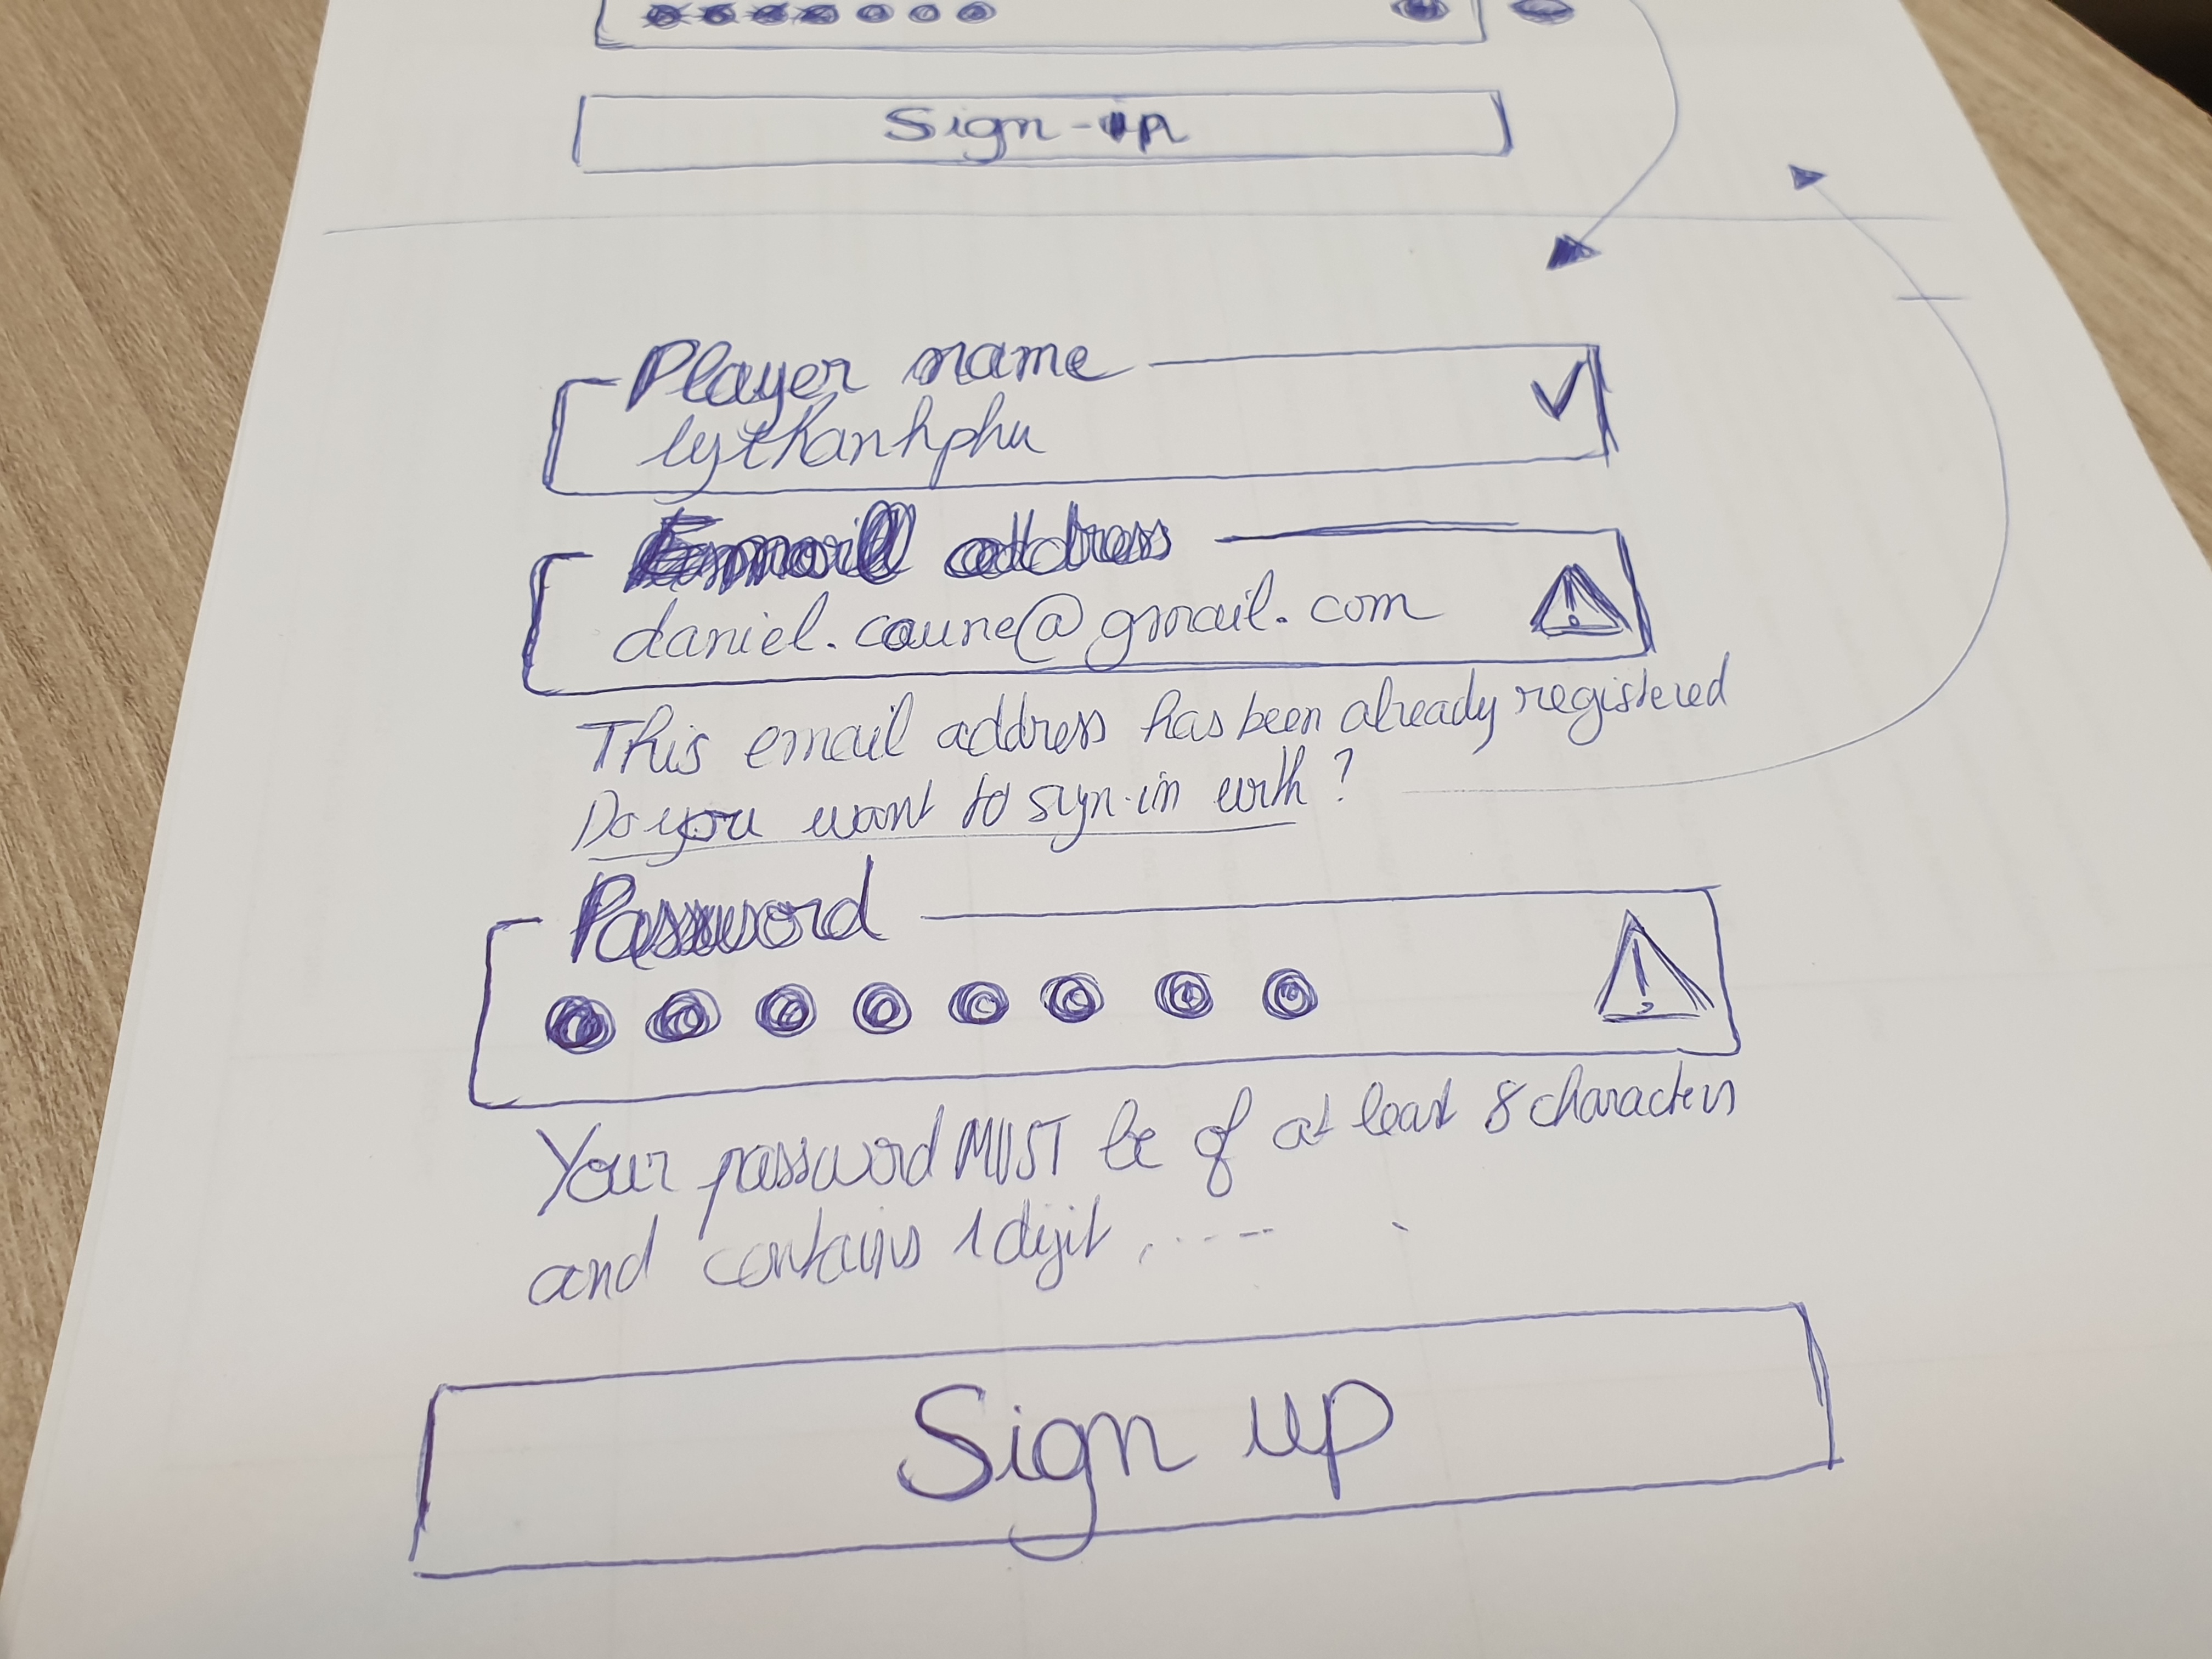 Sign-in
Player name
lythanhphu
Email address
daniel.caune@gmail.com
This email address has been already registered
Do you want to sign-in with?
Password
Your password MUST be of at least 8 characters
and contains 1 digit, ....
Sign up